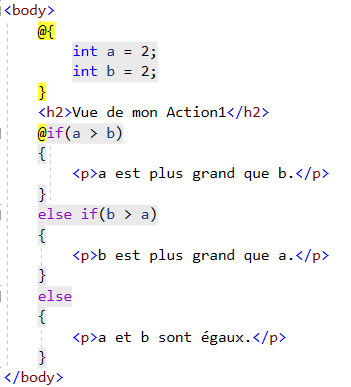 <body>
@{
int a = 2;
int b = 2;
}
<h2>Vue de mon Action1</h2>
@if(a > b)
{
<p>a est plus grand que b.</p>
}
else if(b > a)
{
<p>b est plus grand que a.</p>
}
else
{
<p>a et b sont égaux.</p>
}
</body>